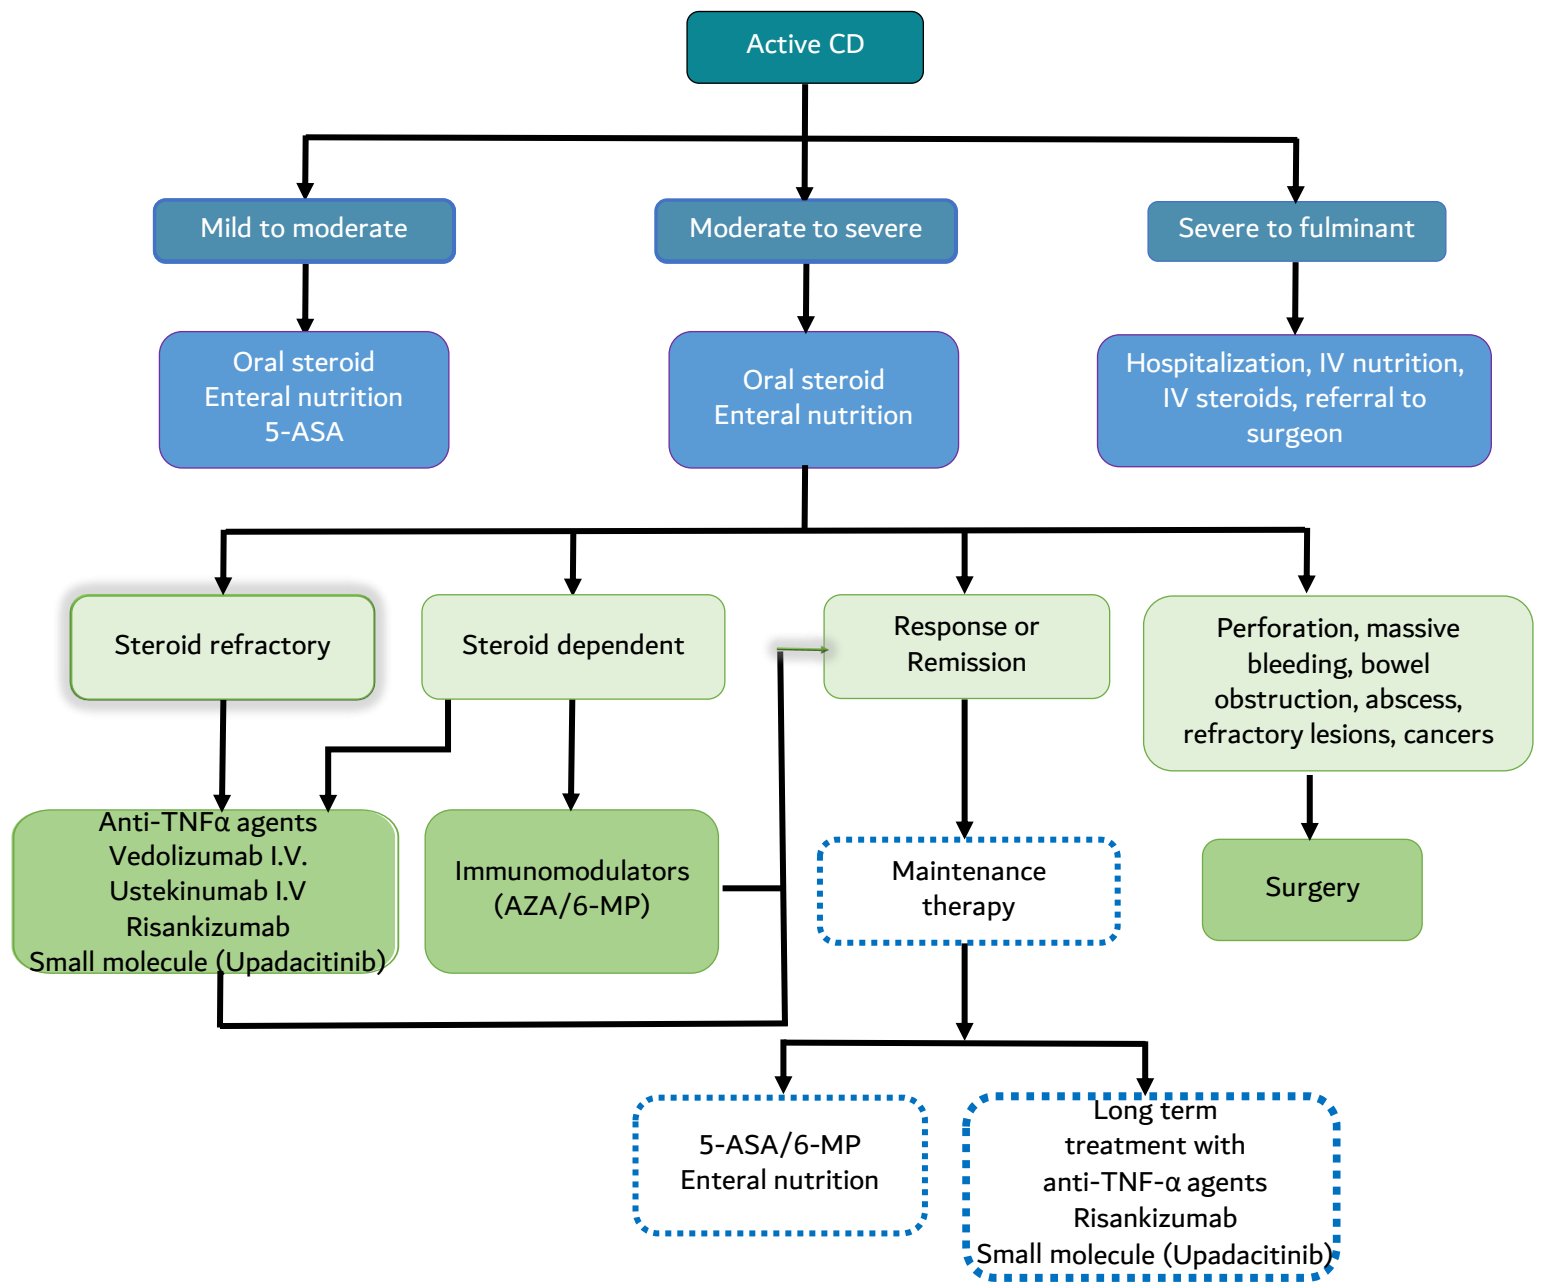 Active CD
Mild to moderate
Moderate to severe
Severe to fulminant
Oral steroid
Enteral nutrition
5-ASA
Oral steroid
Enteral nutrition
Hospitalization, IV nutrition,
IV steroids, referral to
surgeon
Steroid refractory
Steroid dependent
Response or
Remission
Perforation, massive
bleeding, bowel
obstruction, abscess,
refractory lesions, cancers
Anti-TNFα agents
Vedolizumab I.V.
Ustekinumab I.V
Risankizumab
Small molecule (Upadacitinib)
Immunomodulators
(AZA/6-MP)
Maintenance
therapy
Surgery
5-ASA/6-MP
Enteral nutrition
Long term
treatment with
anti-TNF-α agents
Risankizumab
Small molecule (Upadacitinib)